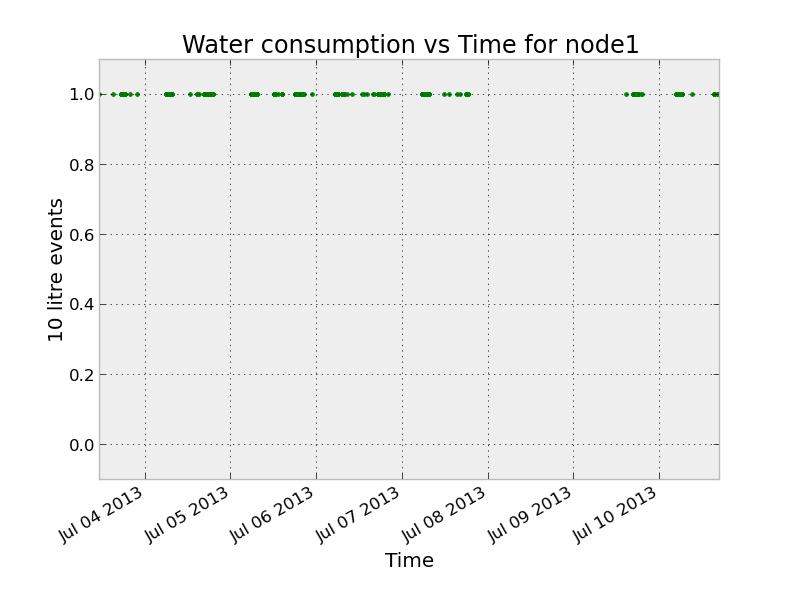 Water consumption vs Time for node1
1.0
0.8
0.6
0.4
0.2
0.0
10 litre events
Jul 04 2013
Jul 05 2013
Jul 06 2013
Jul 07 2013
Jul 08 2013
Jul 09 2013
Jul 10 2013
Time